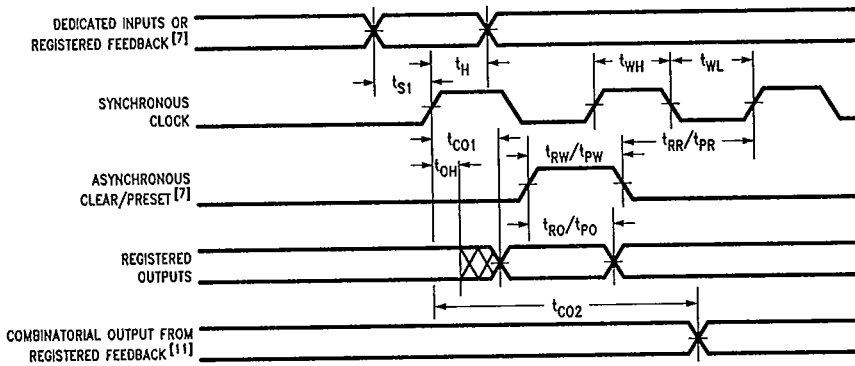 DEDICATED INPUTS OR
REGISTERED FEEDBACK [7]
tS1
tH
tWH
tWL
SYNCHRONOUS
CLOCK
tCO1
tRW/tPW
tRR/tPR
tOH
ASYNCHRONOUS
CLEAR/PRESET [7]
tRO/tPO
REGISTERED
OUTPUTS
tCO2
COMBINATORIAL OUTPUT FROM
REGISTERED FEEDBACK [11]